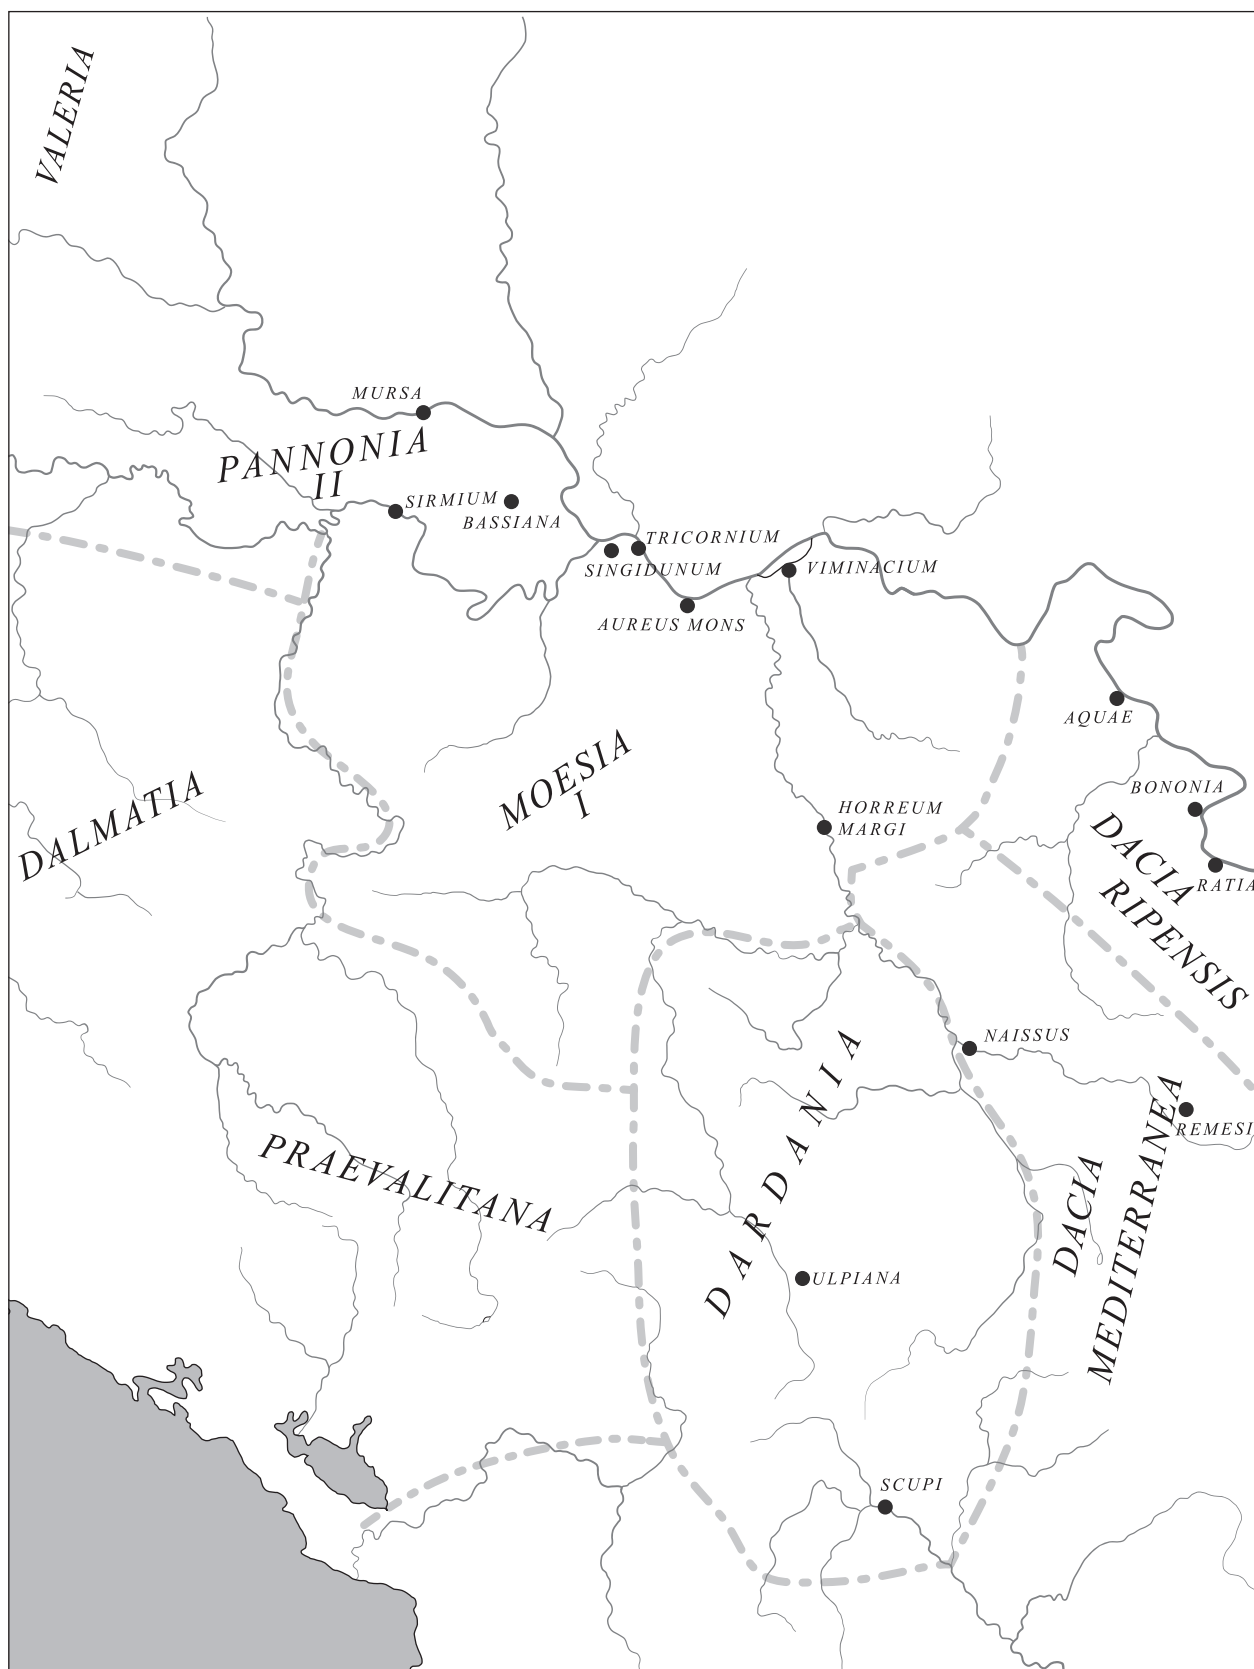 VALERIA
MURSA
PANNONIA
II
SIRMIUM
BASSIANA
TRICORNIUM
SINGIDUNUM
VIMINACIUM
AUREUS MONS
AQUAE
MOESIA
I
DALMATIA
BONONIA
HORREUM
MARGI
DACIA
RIPENSIS
RATIA
NAISSUS
DARDANIA
REMESI
PRAEVALITANA
DACIA
MEDITERRANEA
ULPIANA
SCUPI